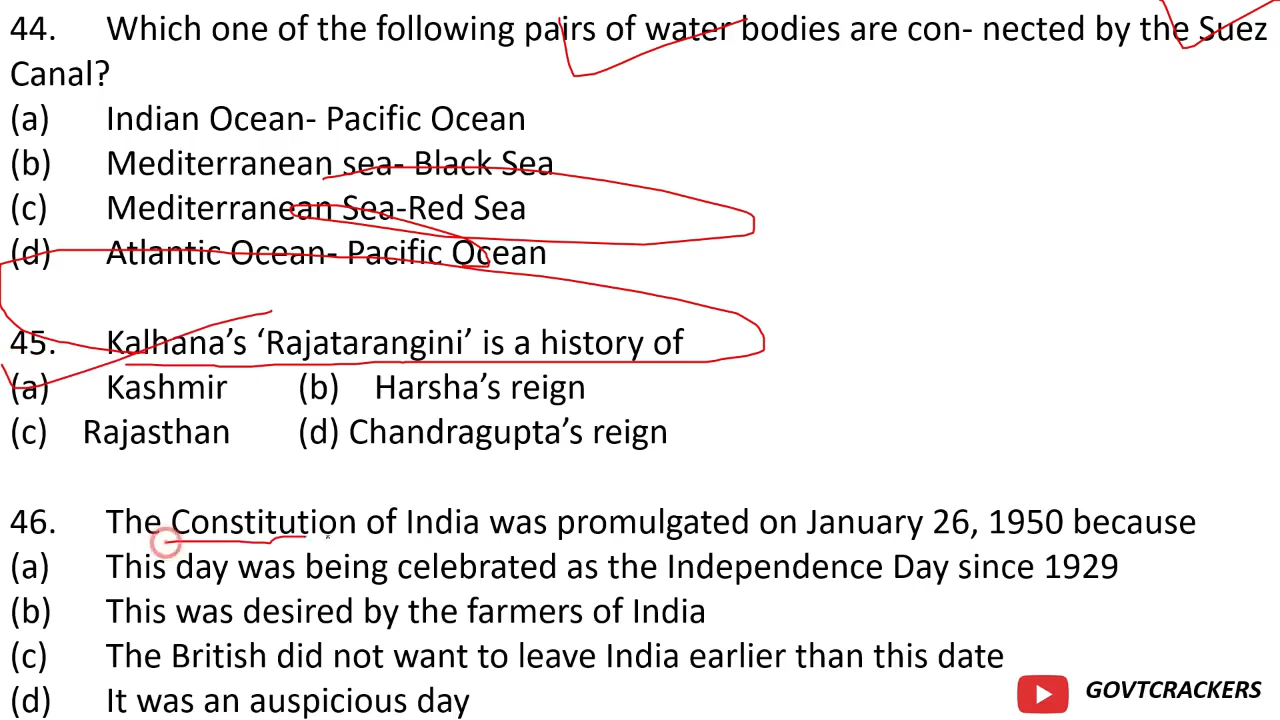 44. Which one of the following pairs of water bodies are con- nected by the Suez
Canal?
(a) Indian Ocean- Pacific Ocean
(b) Mediterranean sea- Black Sea
(c) Mediterranean Sea-Red Sea
(d) Atlantic Ocean- Pacific Ocean
45. Kalhana’s ‘Rajatarangini’ is a history of
(a) Kashmir (b) Harsha’s reign
(c) Rajasthan (d) Chandragupta’s reign
46. The Constitution of India was promulgated on January 26, 1950 because
(a) This day was being celebrated as the Independence Day since 1929
(b) This was desired by the farmers of India
(c) The British did not want to leave India earlier than this date
(d) It was an auspicious day
GOVTCRACKERS